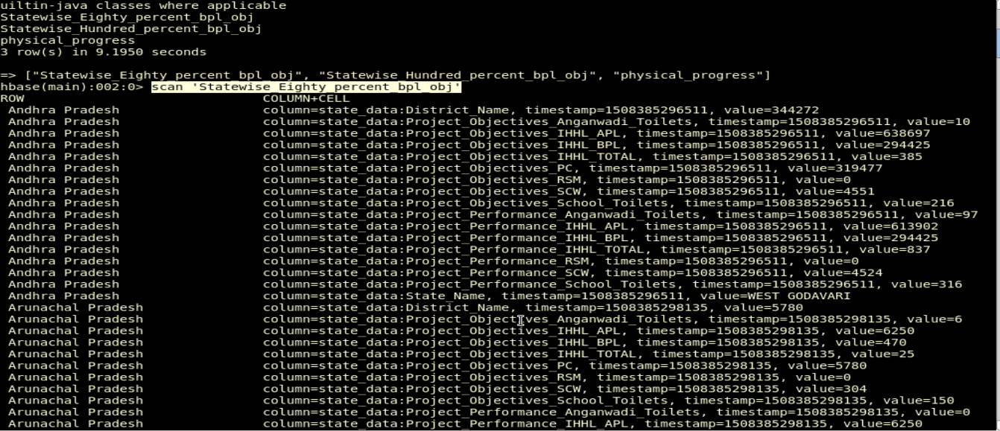 uiltin-java classes where applicable
Statewise_Eighty_percent_bpl_obj
Statewise_Hundred_percent_bpl_obj
physical_progress
3 row(s) in 9.1950 seconds
=> ["Statewise_Eighty_percent_bpl_obj", "Statewise_Hundred_percent_bpl_obj", "physical_progress"]
hbase(main):002:0> scan 'Statewise_Eighty_percent_bpl_obj'
ROW COLUMN+CELL
Andhra Pradesh column=state_data:District_Name, timestamp=1508385296511, value=344272
Andhra Pradesh column=state_data:Project_Objectives_Anganwadi_Toilets, timestamp=1508385296511, value=10
Andhra Pradesh column=state_data:Project_Objectives_IHHL_APL, timestamp=1508385296511, value=638697
Andhra Pradesh column=state_data:Project_Objectives_IHHL_BPL, timestamp=1508385296511, value=294425
Andhra Pradesh column=state_data:Project_Objectives_IHHL_TOTAL, timestamp=1508385296511, value=385
Andhra Pradesh column=state_data:Project_Objectives_PC, timestamp=1508385296511, value=319477
Andhra Pradesh column=state_data:Project_Objectives_RSM, timestamp=1508385296511, value=0
Andhra Pradesh column=state_data:Project_Objectives_SCW, timestamp=1508385296511, value=4551
Andhra Pradesh column=state_data:Project_Objectives_School_Toilets, timestamp=1508385296511, value=216
Andhra Pradesh column=state_data:Project_Performance_Anganwadi_Toilets, timestamp=1508385296511, value=97
Andhra Pradesh column=state_data:Project_Performance_IHHL_APL, timestamp=1508385296511, value=613902
Andhra Pradesh column=state_data:Project_Performance_IHHL_BPL, timestamp=1508385296511, value=294425
Andhra Pradesh column=state_data:Project_Performance_IHHL_TOTAL, timestamp=1508385296511, value=837
Andhra Pradesh column=state_data:Project_Performance_RSM, timestamp=1508385296511, value=0
Andhra Pradesh column=state_data:Project_Performance_SCW, timestamp=1508385296511, value=4524
Andhra Pradesh column=state_data:Project_Performance_School_Toilets, timestamp=1508385296511, value=316
Andhra Pradesh column=state_data:State_Name, timestamp=1508385296511, value=WEST GODAVARI
Arunachal Pradesh column=state_data:District_Name, timestamp=1508385298135, value=5780
Arunachal Pradesh column=state_data:Project_Objectives_Anganwadi_Toilets, timestamp=1508385298135, value=6
Arunachal Pradesh column=state_data:Project_Objectives_IHHL_APL, timestamp=1508385298135, value=6250
Arunachal Pradesh column=state_data:Project_Objectives_IHHL_BPL, timestamp=1508385298135, value=470
Arunachal Pradesh column=state_data:Project_Objectives_IHHL_TOTAL, timestamp=1508385298135, value=25
Arunachal Pradesh column=state_data:Project_Objectives_PC, timestamp=1508385298135, value=5780
Arunachal Pradesh column=state_data:Project_Objectives_RSM, timestamp=1508385298135, value=0
Arunachal Pradesh column=state_data:Project_Objectives_SCW, timestamp=1508385298135, value=304
Arunachal Pradesh column=state_data:Project_Objectives_School_Toilets, timestamp=1508385298135, value=150
Arunachal Pradesh column=state_data:Project_Performance_Anganwadi_Toilets, timestamp=1508385298135, value=0
Arunachal Pradesh column=state_data:Project_Performance_IHHL_APL, timestamp=1508385298135, value=6250